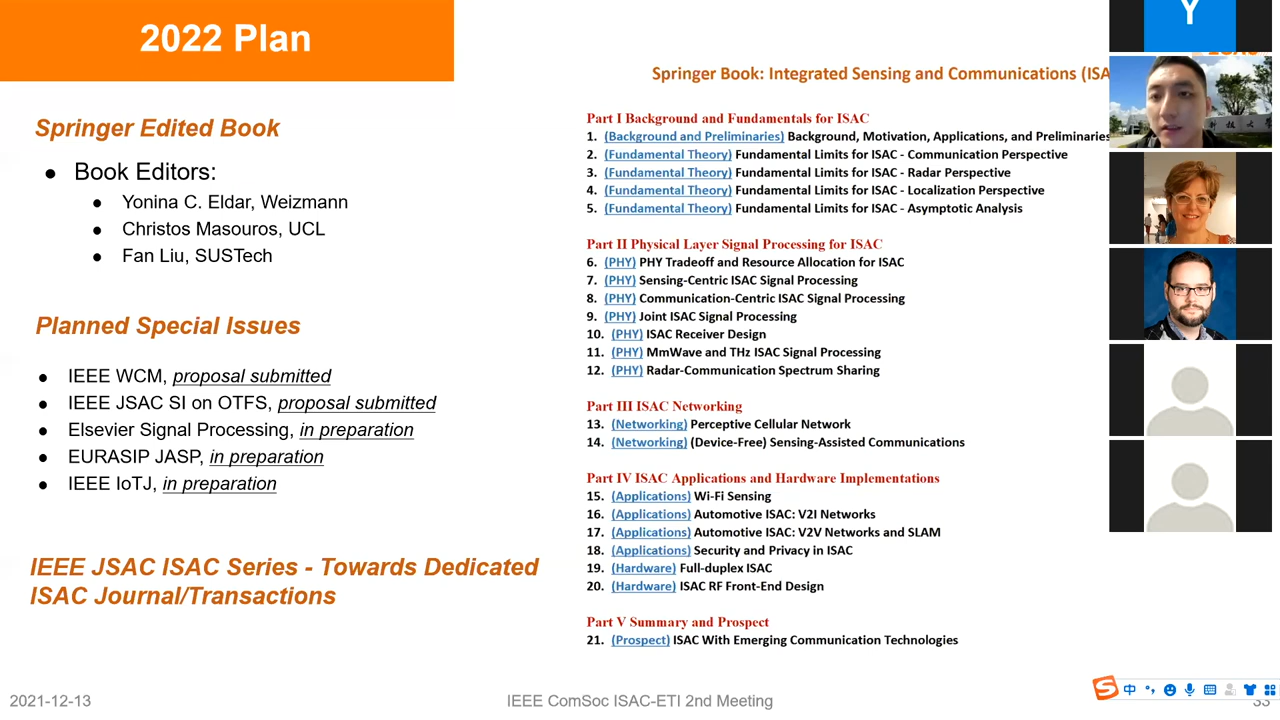 2022 Plan
Springer Edited Book
● Book Editors:
● Yonina C. Eldar, Weizmann
● Christos Masouros, UCL
● Fan Liu, SUSTech
Planned Special Issues
● IEEE WCM, proposal submitted
● IEEE JSAC SI on OTFS, proposal submitted
● Elsevier Signal Processing, in preparation
● EURASIP JASP, in preparation
● IEEE IoTJ, in preparation
IEEE JSAC ISAC Series - Towards Dedicated
ISAC Journal/Transactions
Springer Book: Integrated Sensing and Communications (ISA
Part I Background and Fundamentals for ISAC
1. (Background and Preliminaries) Background, Motivation, Applications, and Preliminaries
2. (Fundamental Theory) Fundamental Limits for ISAC - Communication Perspective
3. (Fundamental Theory) Fundamental Limits for ISAC - Radar Perspective
4. (Fundamental Theory) Fundamental Limits for ISAC - Localization Perspective
5. (Fundamental Theory) Fundamental Limits for ISAC - Asymptotic Analysis
Part II Physical Layer Signal Processing for ISAC
6. (PHY) PHY Tradeoff and Resource Allocation for ISAC
7. (PHY) Sensing-Centric ISAC Signal Processing
8. (PHY) Communication-Centric ISAC Signal Processing
9. (PHY) Joint ISAC Signal Processing
10. (PHY) ISAC Receiver Design
11. (PHY) MmWave and THz ISAC Signal Processing
12. (PHY) Radar-Communication Spectrum Sharing
Part III ISAC Networking
13. (Networking) Perceptive Cellular Network
14. (Networking) (Device-Free) Sensing-Assisted Communications
Part IV ISAC Applications and Hardware Implementations
15. (Applications) Wi-Fi Sensing
16. (Applications) Automotive ISAC: V2I Networks
17. (Applications) Automotive ISAC: V2V Networks and SLAM
18. (Applications) Security and Privacy in ISAC
19. (Hardware) Full-duplex ISAC
20. (Hardware) ISAC RF Front-End Design
Part V Summary and Prospect
21. (Prospect) ISAC With Emerging Communication Technologies
Y
S 中
2021-12-13
IEEE ComSoc ISAC-ETI 2nd Meeting
33